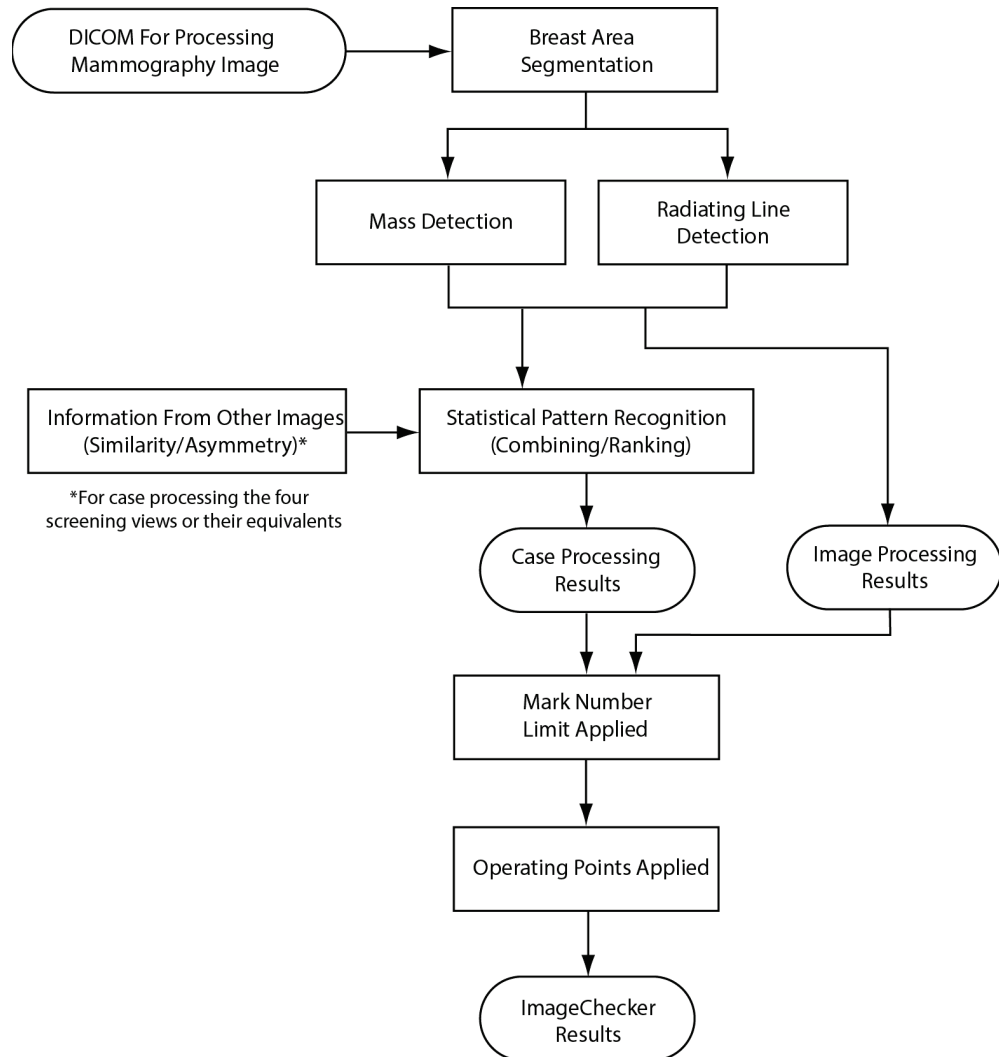 DICOM For Processing
Mammography Image
Breast Area
Segmentation
Mass Detection
Radiating Line
Detection
Information From Other Images
(Similarity/Asymmetry)*
*For case processing the four
screening views or their equivalents
Statistical Pattern Recognition
(Combining/Ranking)
Case Processing
Results
Image Processing
Results
Mark Number
Limit Applied
Operating Points Applied
ImageChecker
Results